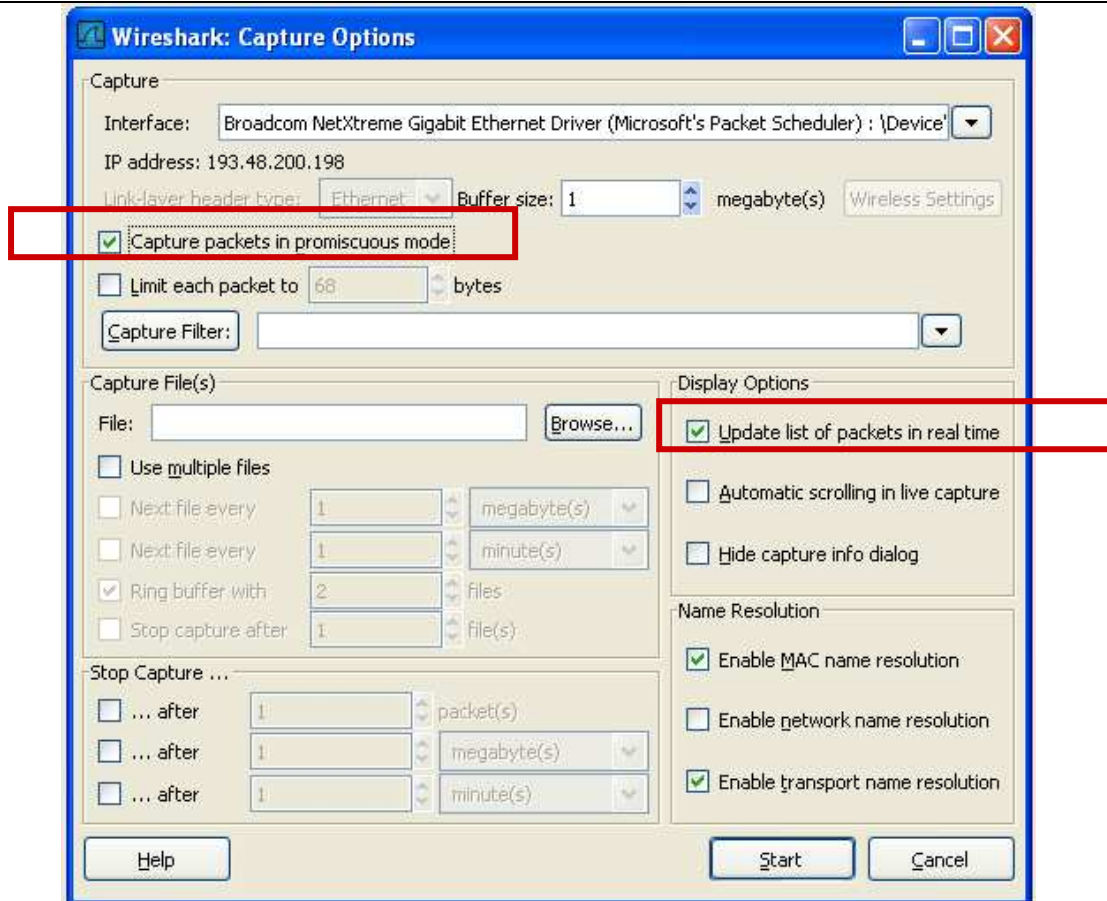 Wireshark: Capture Options
Capture
Interface: Broadcom NetXtreme Gigabit Ethernet Driver (Microsoft's Packet Scheduler) : \Device'
IP address: 193.48.200.198
Link-layer header type: Ethernet Buffer size: 1 megabyte(s) Wireless Settings
Capture packets in promiscuous mode
Limit each packet to 68 bytes
Capture Filter:
Capture File(s)
File: Browse...
Use multiple files
Next file every 1 megabyte(s)
Next file every 1 minute(s)
Ring buffer with 2 files
Stop capture after 1 file(s)
Stop Capture ...
... after 1 packet(s)
... after 1 megabyte(s)
... after 1 minute(s)
Display Options
Update list of packets in real time
Automatic scrolling in live capture
Hide capture info dialog
Name Resolution
Enable MAC name resolution
Enable network name resolution
Enable transport name resolution
Help Start Cancel